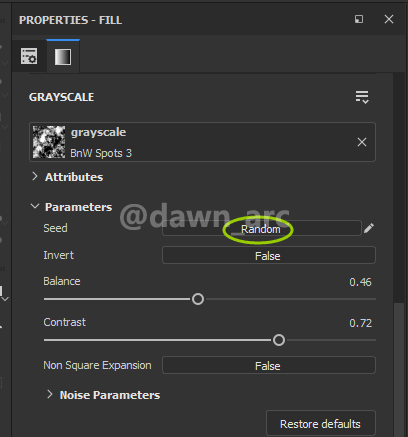 PROPERTIES - FILL
GRAYSCALE
grayscale
BnW Spots 3
Attributes
Parameters
@dawn_arc
Seed Random
Invert False
Balance 0.46
Contrast 0.72
Non Square Expansion False
Noise Parameters
Restore defaults